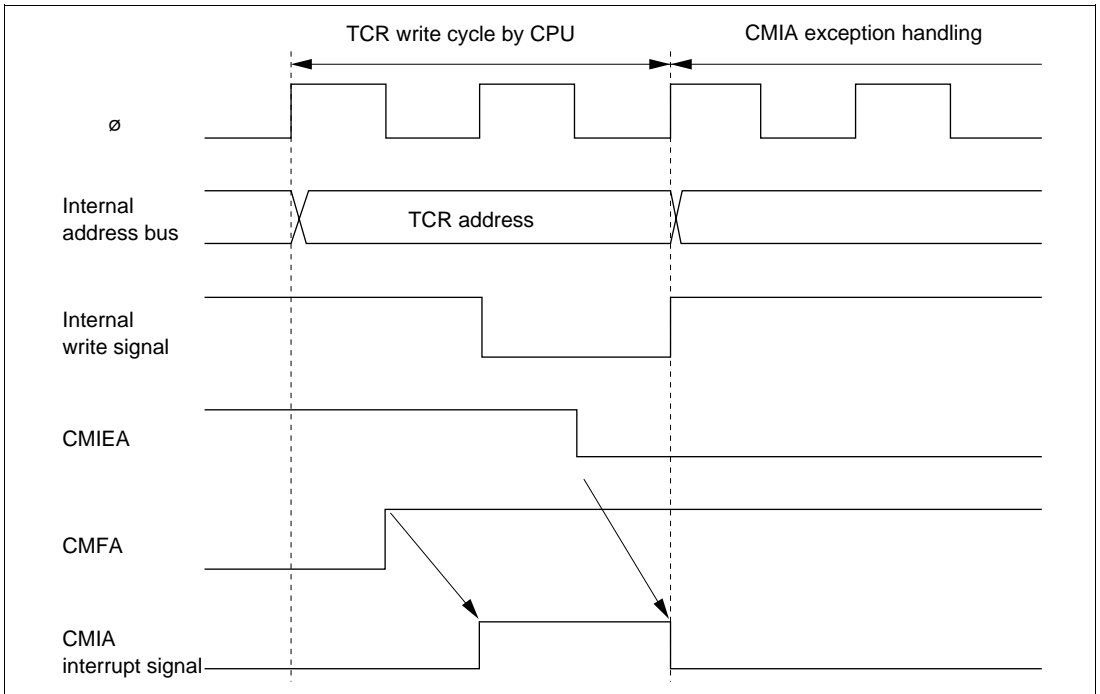 TCR write cycle by CPU
CMIA exception handling
ø
Internal
address bus
TCR address
Internal
write signal
CMIEA
CMFA
CMIA
interrupt signal